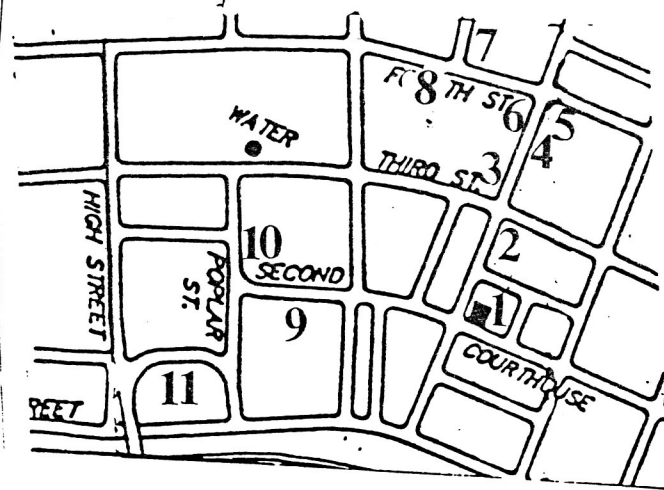 7
8
TH ST
6
5
WATER
4
THIRD ST.
3
HIGH STREET
10
2
SECOND
POPLAR
ST.
1
9
COURTHOUSE
11
REET